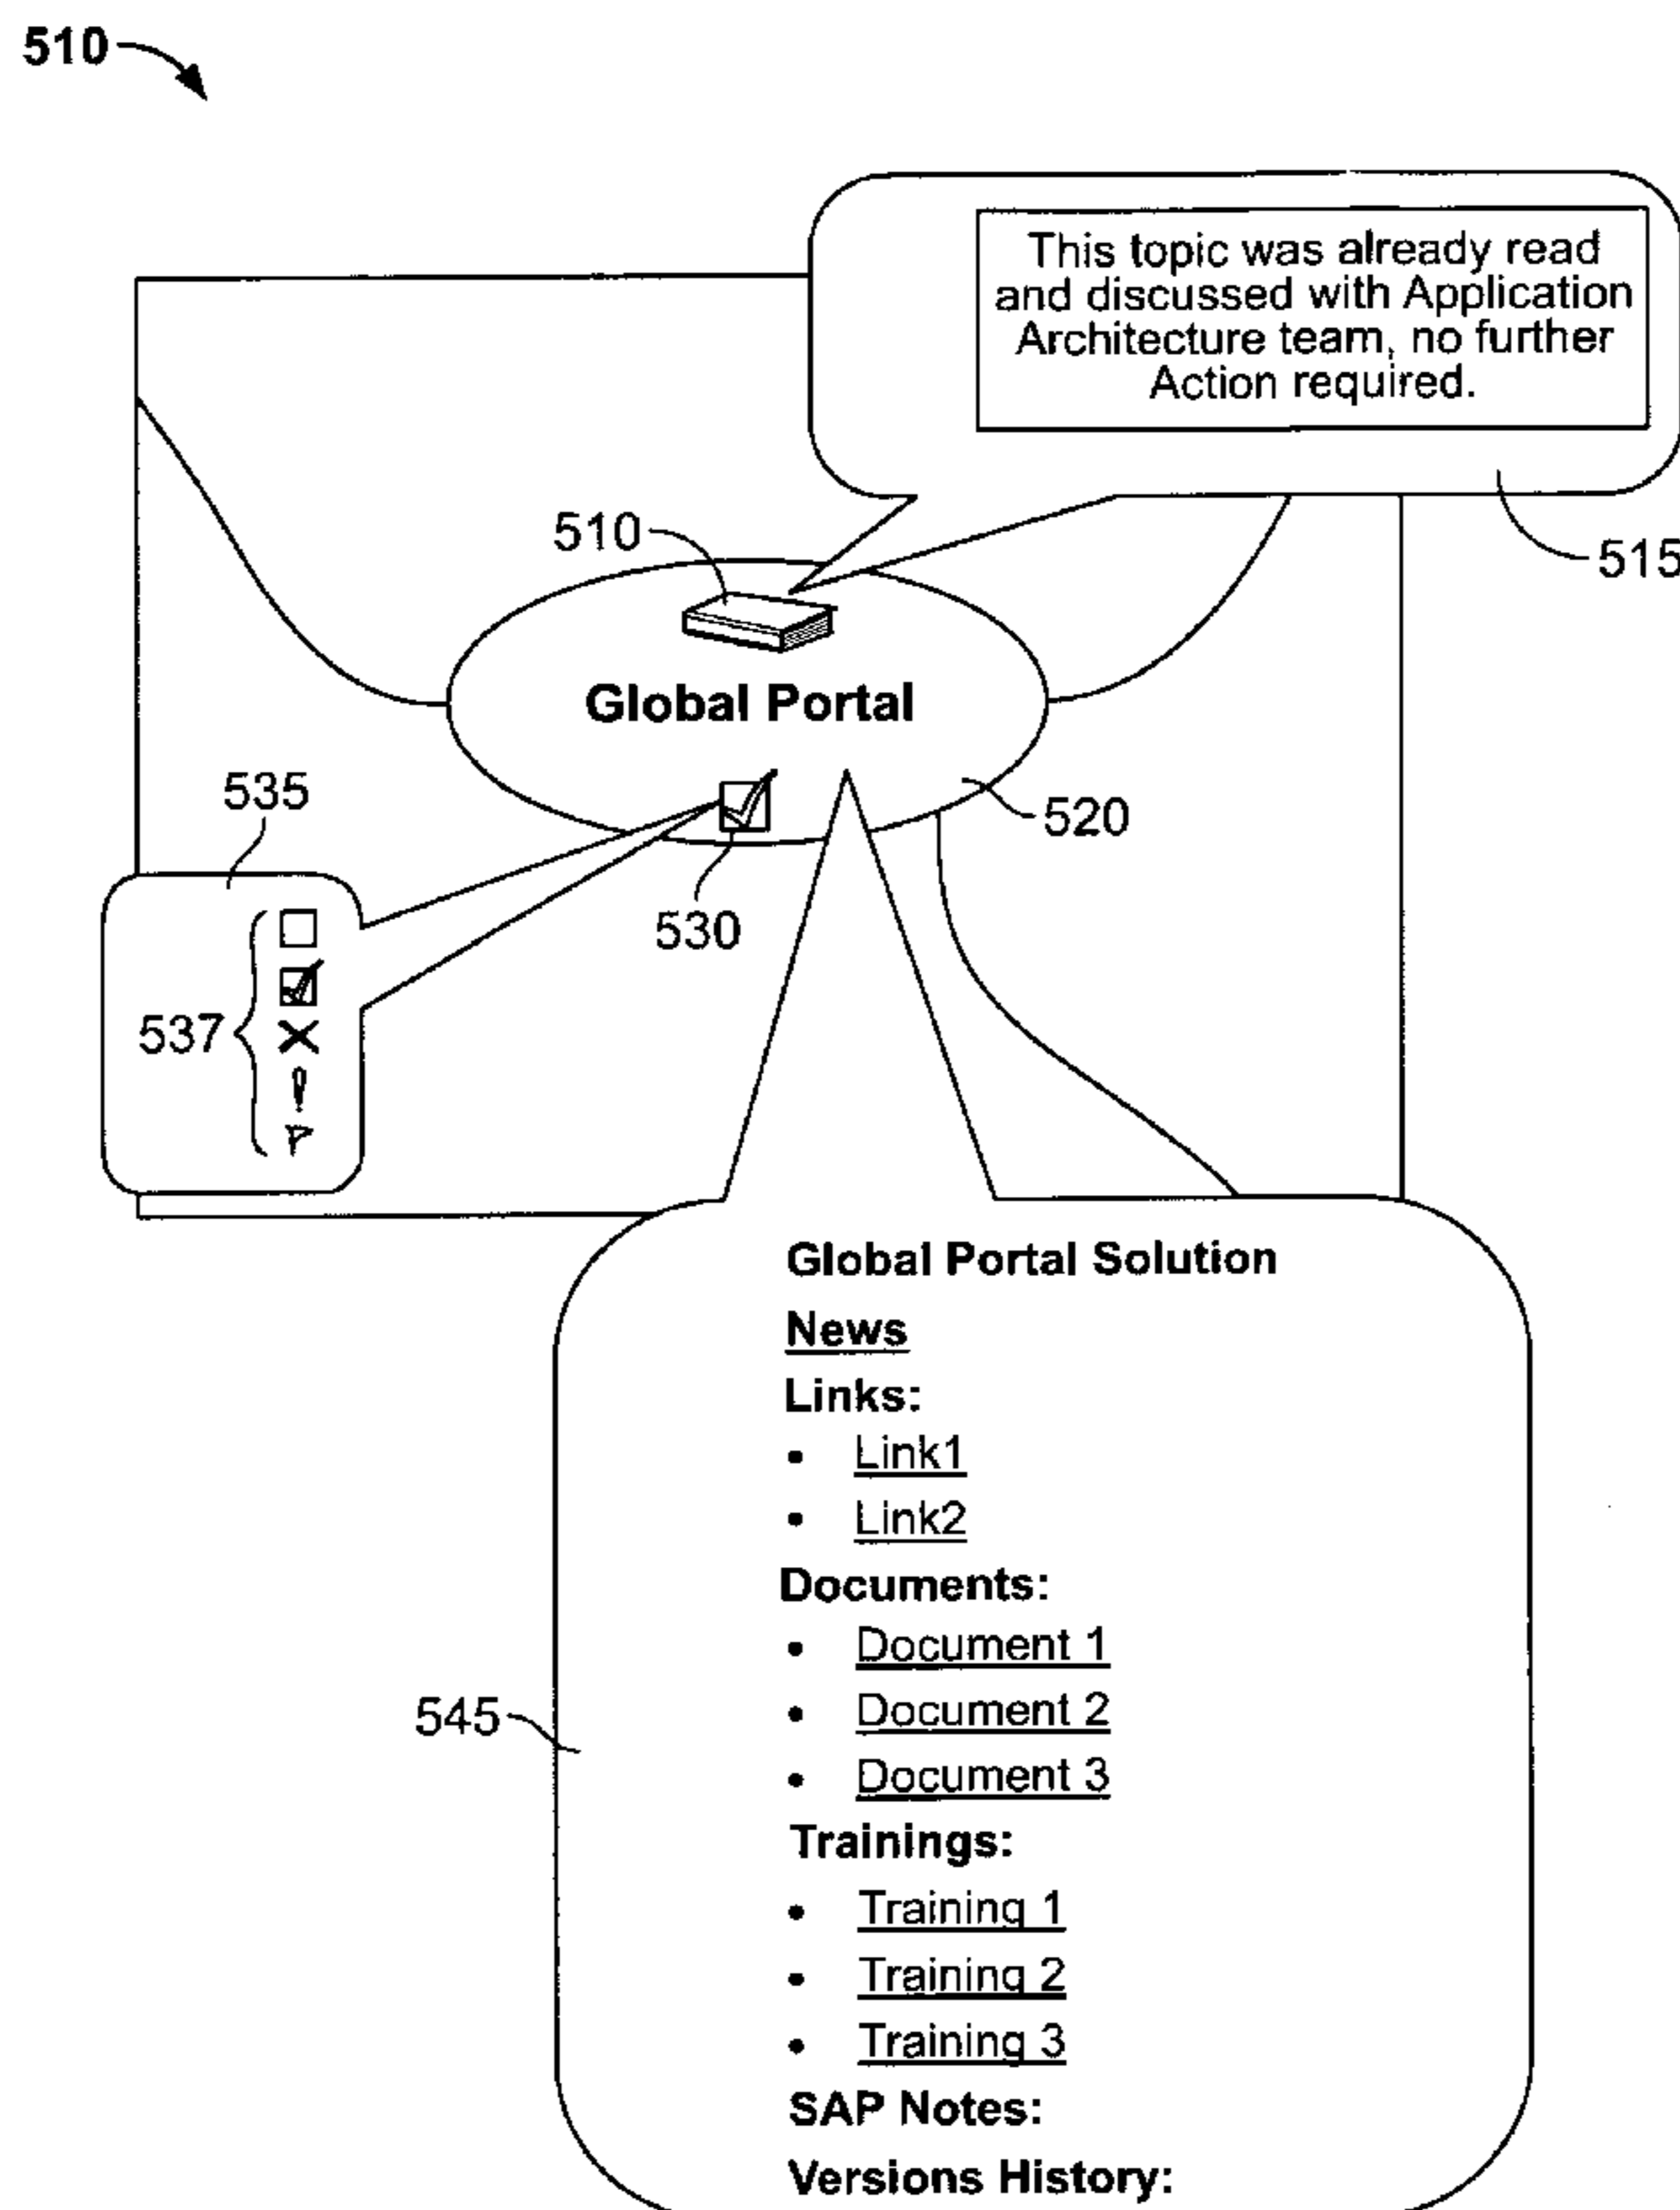 510
This topic was already read
and discussed with Application
Architecture team, no further
Action required.
510
515
Global Portal
535
520
530
537
Global Portal Solution
News
Links:
• Link1
• Link2
Documents:
• Document 1
• Document 2
• Document 3
545
Trainings:
• Training 1
• Training 2
• Training 3
SAP Notes:
Versions History: